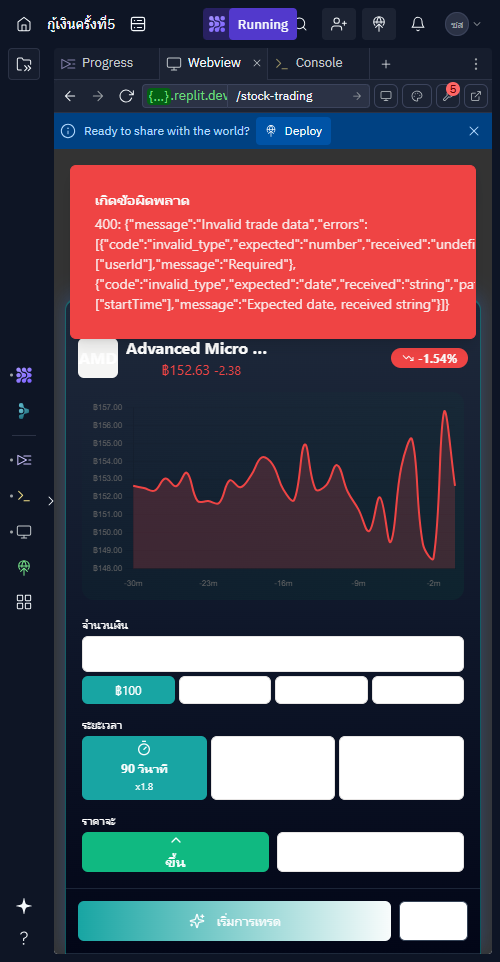 กู้เงินครั้งที่5
Running
ฆส
Progress
Webview
Console
{...}.replit.dev
/stock-trading
5
Ready to share with the world?
Deploy
เกิดข้อผิดพลาด
400: {"message":"Invalid trade data","errors":
[{"code":"invalid_type","expected":"number","received":"undefi
["userId"],"message":"Required"},
{"code":"invalid_type","expected":"date","received":"string","pa
["startTime"],"message":"Expected date, received string"}]}
AMD
Advanced Micro ...
฿152.63 -2.38
-1.54%
฿157.00
฿156.00
฿155.00
฿154.00
฿153.00
฿152.00
฿151.00
฿150.00
฿149.00
฿148.00
-30m
-23m
-16m
-9m
-2m
จำนวนเงิน
฿100
ระยะเวลา
90 วินาที
x1.8
ราคาจะ
ขึ้น
เริ่มการเทรด
?